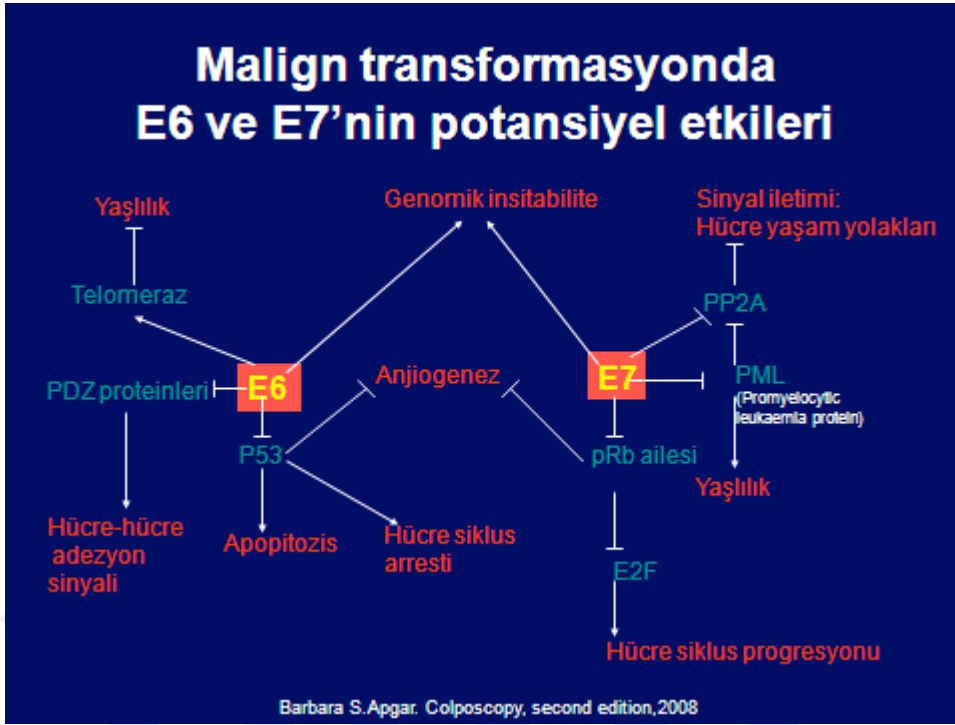 Malign transformasyonda
E6 ve E7'nin potansiyel etkileri
Yaşlılık
Genomik insitabilite
Sinyal iletimi:
Hücre yaşam yolakları
Telomeraz
PP2A
PDZ proteinleri
E6
Anjiogenez
E7
PML
(Promyelocytic
leukaemla protein)
P53
pRb ailesi
Yaşlılık
Hücre-hücre
adezyon
sinyali
Apopitozis
Hücre siklus
arresti
E2F
Hücre siklus progresyonu
Barbara S.Apgar. Colposcopy, second edition,2008